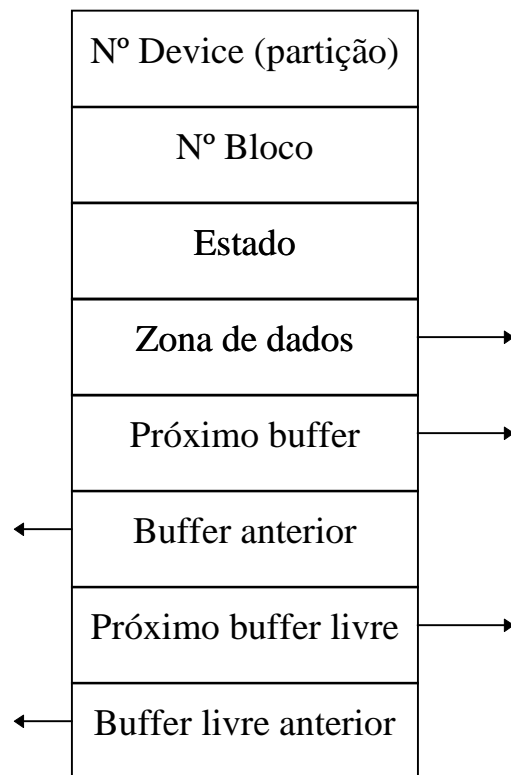 Nº Device (partição)
Nº Bloco
Estado
Zona de dados
Próximo buffer
Buffer anterior
Próximo buffer livre
Buffer livre anterior